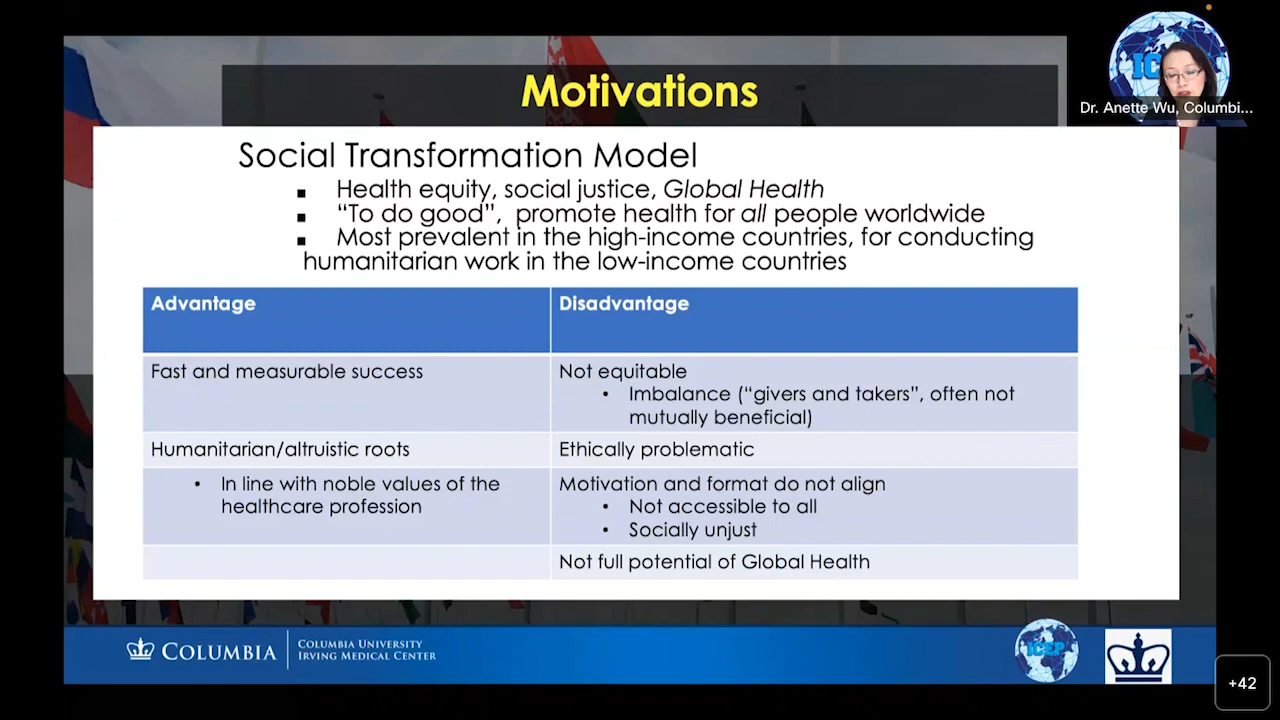 Motivations
Dr. Anette Wu, Columbi...
Social Transformation Model
▪ Health equity, social justice, Global Health
▪ “To do good”, promote health for all people worldwide
▪ Most prevalent in the high-income countries, for conducting
humanitarian work in the low-income countries
Advantage
Disadvantage
Fast and measurable success
Not equitable
• Imbalance (“givers and takers”, often not
mutually beneficial)
Humanitarian/altruistic roots
Ethically problematic
• In line with noble values of the
healthcare profession
Motivation and format do not align
• Not accessible to all
• Socially unjust
Not full potential of Global Health
COLUMBIA
COLUMBIA UNIVERSITY
IRVING MEDICAL CENTER
ICEP
+42